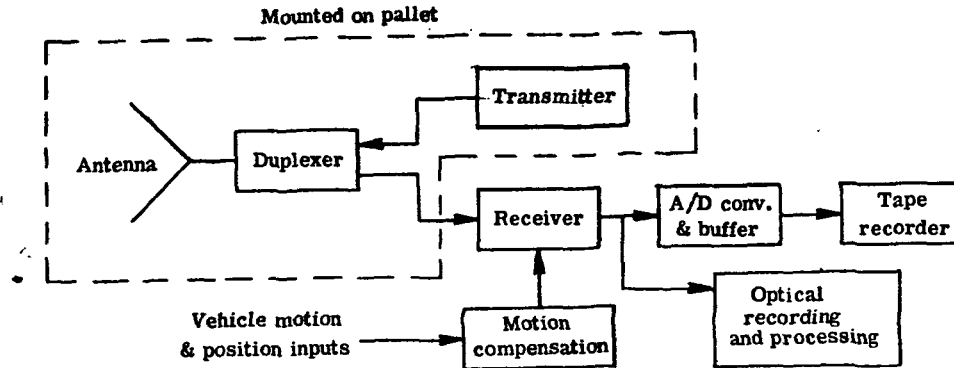 Mounted on pallet
Transmitter
Antenna
Duplexer
Receiver
A/D conv.
& buffer
Tape
recorder
Vehicle motion
& position inputs
Motion
compensation
Optical
recording
and processing